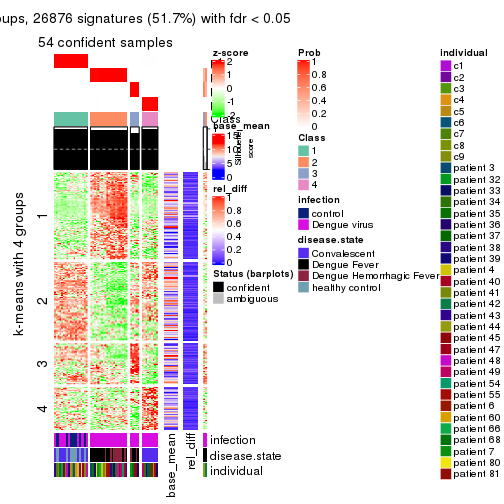 oups, 26876 signatures (51.7%) with fdr < 0.05
54 confident samples
k-means with 4 groups
1
2
3
4
base_mean
rel_diff
infection
disease.state
individual
z-score
2
1
0
-1
-2
Class
Silhouette
score
base_mean
15
10
5
0
rel_diff
1
0.8
0.6
0.4
0.2
0
Status (barplots)
confident
ambiguous
Prob
1
0.8
0.6
0.4
0.2
0
Class
1
2
3
4
infection
control
Dengue virus
disease.state
Convalescent
Dengue Fever
Dengue Hemorrhagic Fever
healthy control
individual
c1
c2
c3
c4
c5
c6
c7
c8
c9
patient 3
patient 32
patient 33
patient 34
patient 35
patient 36
patient 37
patient 38
patient 39
patient 4
patient 40
patient 41
patient 42
patient 43
patient 44
patient 45
patient 47
patient 48
patient 49
patient 54
patient 55
patient 6
patient 60
patient 66
patient 68
patient 7
patient 80
patient 81